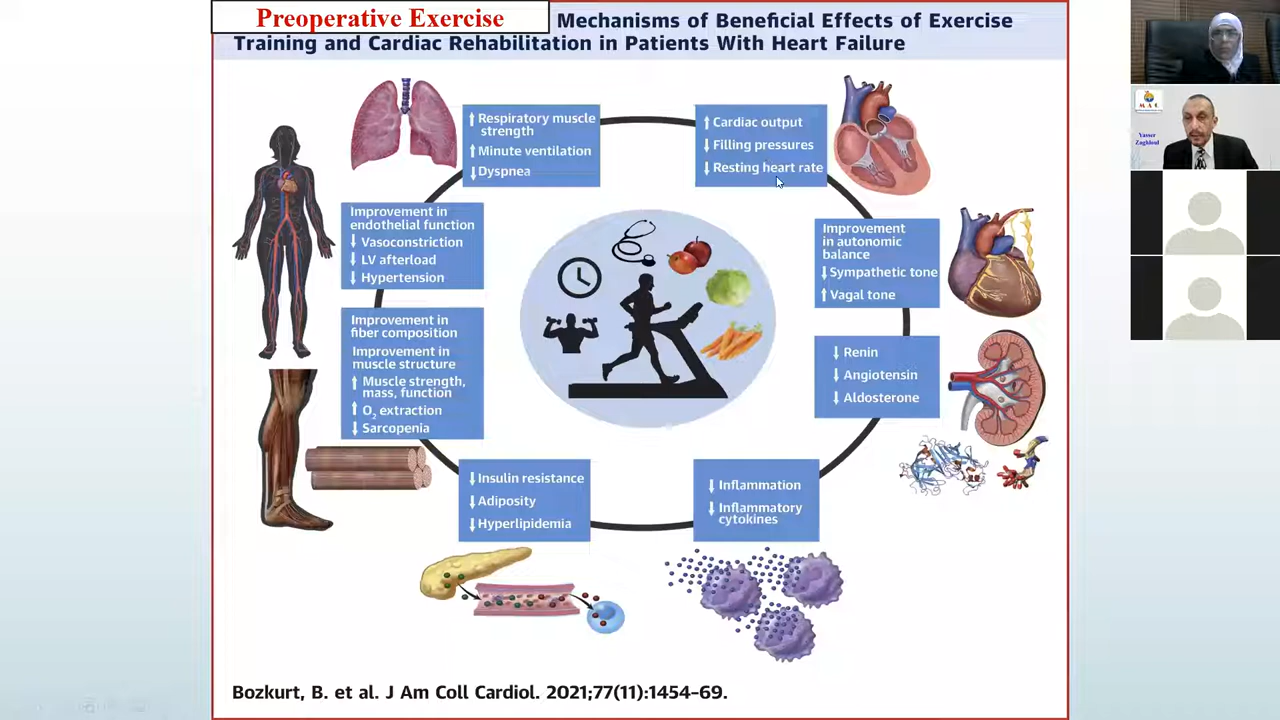 Preoperative Exercise
Mechanisms of Beneficial Effects of Exercise
Training and Cardiac Rehabilitation in Patients With Heart Failure
↑ Respiratory muscle
strength
↑ Minute ventilation
↓ Dyspnea
↑ Cardiac output
↓ Filling pressures
↓ Resting heart rate
Improvement in
endothelial function
↓ Vasoconstriction
↓ LV afterload
↓ Hypertension
Improvement
in autonomic
balance
↓ Sympathetic tone
↑ Vagal tone
Improvement in
fiber composition
Improvement in
muscle structure
↑ Muscle strength,
mass, function
↑ O₂ extraction
↓ Sarcopenia
↓ Renin
↓ Angiotensin
↓ Aldosterone
↓ Insulin resistance
↓ Adiposity
↓ Hyperlipidemia
↓ Inflammation
↓ Inflammatory
cytokines
Bozkurt, B. et al. J Am Coll Cardiol. 2021;77(11):1454–69.
Yasser
Zaghloul